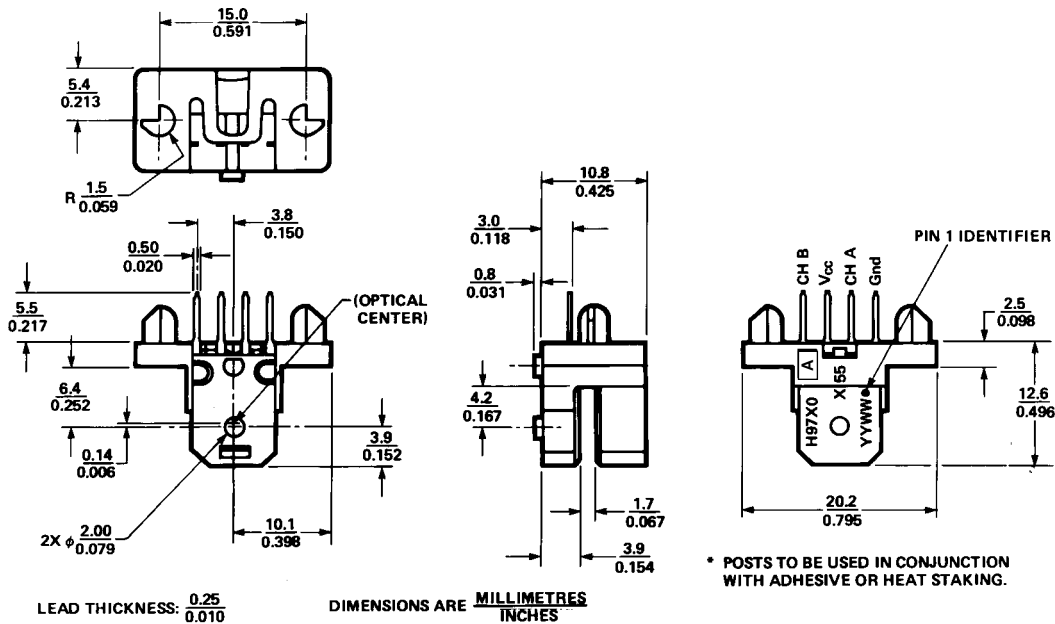 15.0
0.591
5.4
0.213
R 1.5
0.059
3.8
0.150
0.50
0.020
5.5
0.217
(OPTICAL
CENTER)
6.4
0.252
0.14
0.006
3.9
0.152
2X ϕ 2.00
0.079
10.1
0.398
LEAD THICKNESS: 0.25
0.010
10.8
0.425
3.0
0.118
0.8
0.031
4.2
0.167
1.7
0.067
3.9
0.154
DIMENSIONS ARE MILLIMETRES
INCHES
PIN 1 IDENTIFIER
CH B
Vcc
CH A
Gnd
2.5
0.098
A
X155
H97X0
YYWW
12.6
0.496
20.2
0.795
* POSTS TO BE USED IN CONJUNCTION
WITH ADHESIVE OR HEAT STAKING.